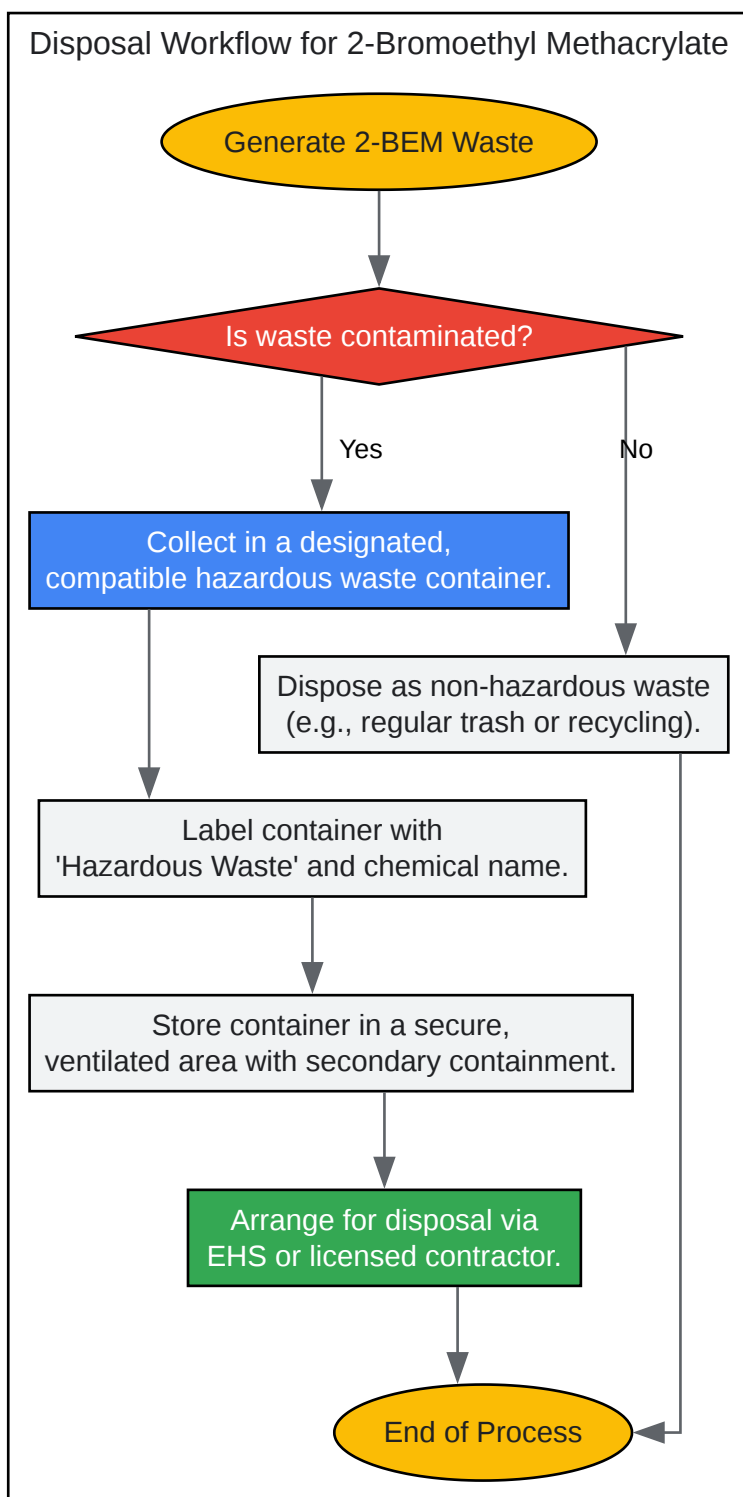 Disposal Workflow for 2-Bromoethyl Methacrylate
Generate 2-BEM Waste
Is waste contaminated?
Yes
No
Collect in a designated,
compatible hazardous waste container.
Dispose as non-hazardous waste
(e.g., regular trash or recycling).
Label container with
'Hazardous Waste' and chemical name.
Store container in a secure,
ventilated area with secondary containment.
Arrange for disposal via
EHS or licensed contractor.
End of Process